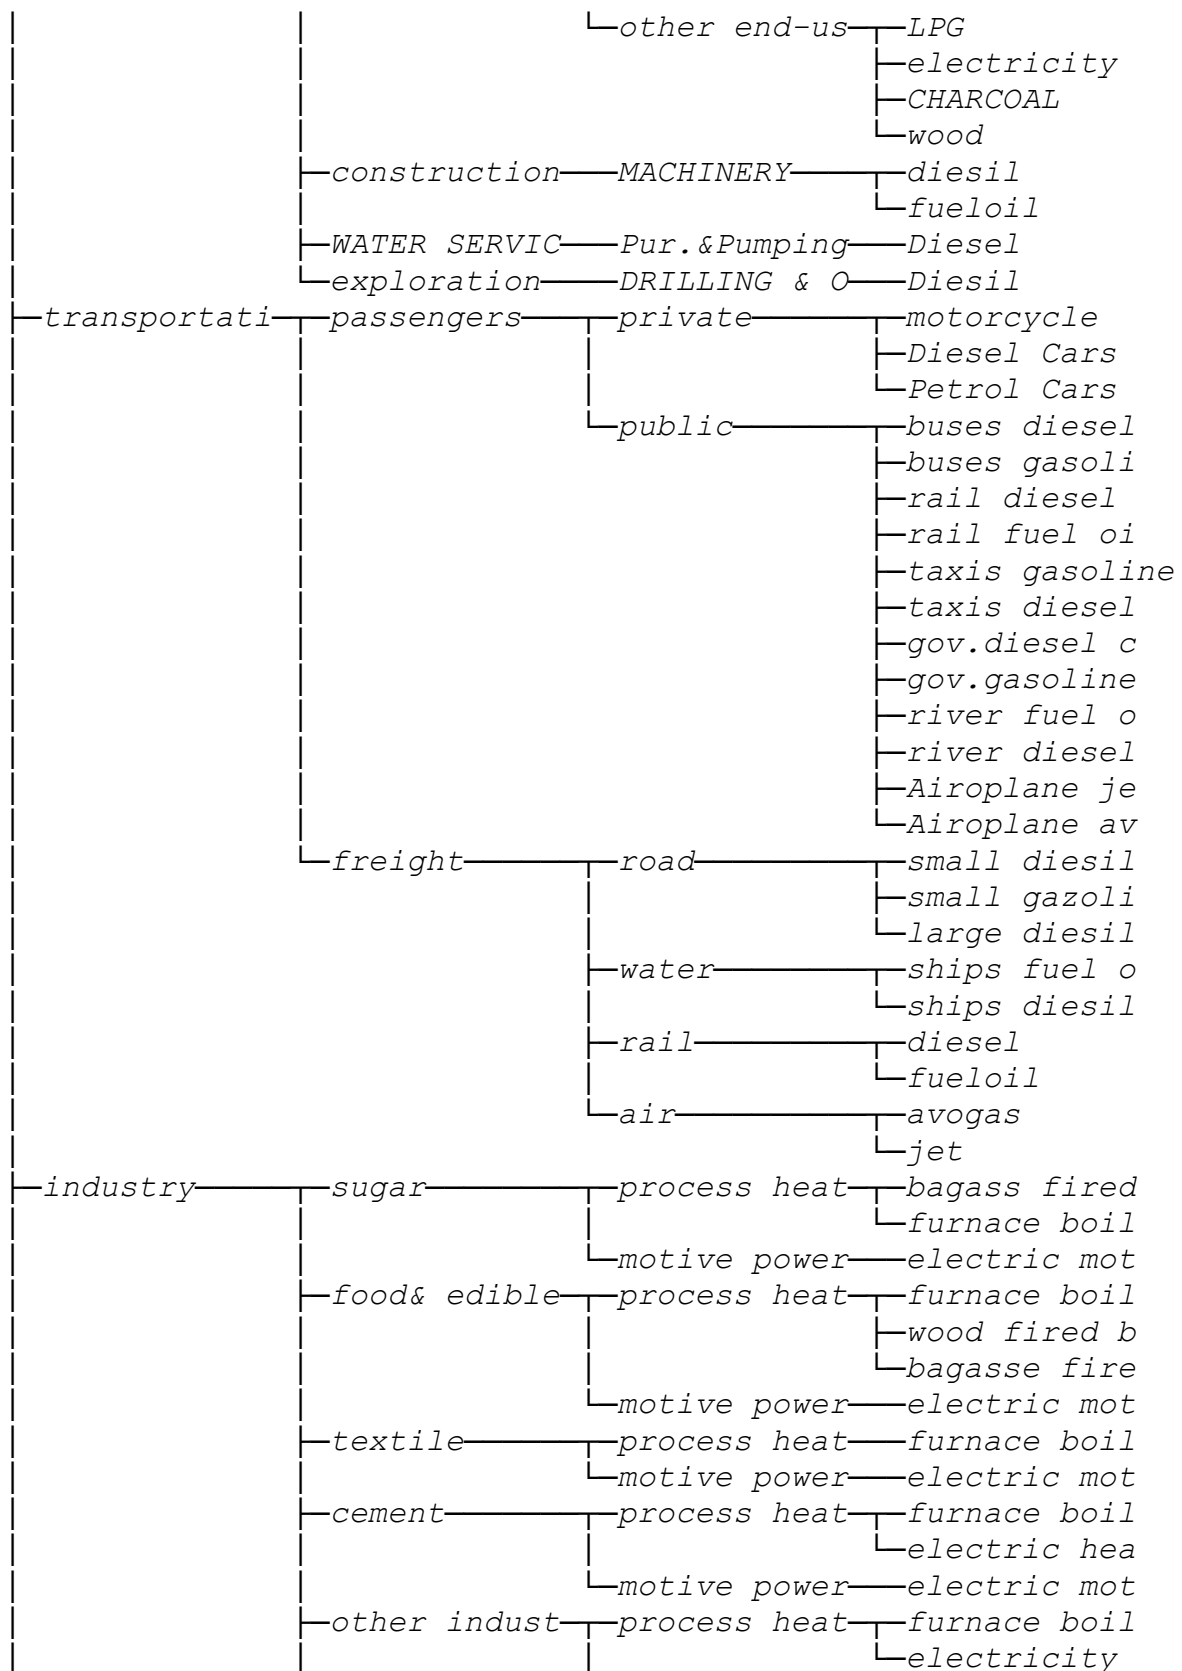 other end-us LPG
electricity
CHARCOAL
wood
construction MACHINERY diesil
fueloil
WATER SERVIC Pur.&Pumping Diesel
exploration DRILLING & O Diesil
transportati passengers private motorcycle
Diesel Cars
Petrol Cars
public buses diesel
buses gasoli
rail diesel
rail fuel oi
taxis gasoline
taxis diesel
gov.diesel c
gov.gasoline
river fuel o
river diesel
Airoplane je
Airoplane av
freight road small diesil
small gazoli
large diesil
water ships fuel o
ships diesil
rail diesel
fueloil
air avogas
jet
industry sugar process heat bagass fired
furnace boil
motive power electric mot
food& edible process heat furnace boil
wood fired b
bagasse fire
motive power electric mot
textile process heat furnace boil
motive power electric mot
cement process heat furnace boil
electric hea
motive power electric mot
other indust process heat furnace boil
electricity